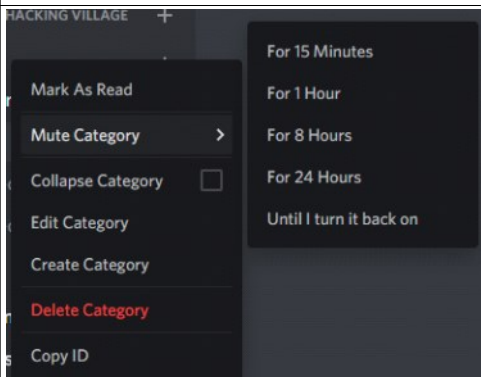 HACKING VILLAGE +
Mark As Read
Mute Category >
Collapse Category
Edit Category
Create Category
Delete Category
Copy ID
For 15 Minutes
For 1 Hour
For 8 Hours
For 24 Hours
Until I turn it back on